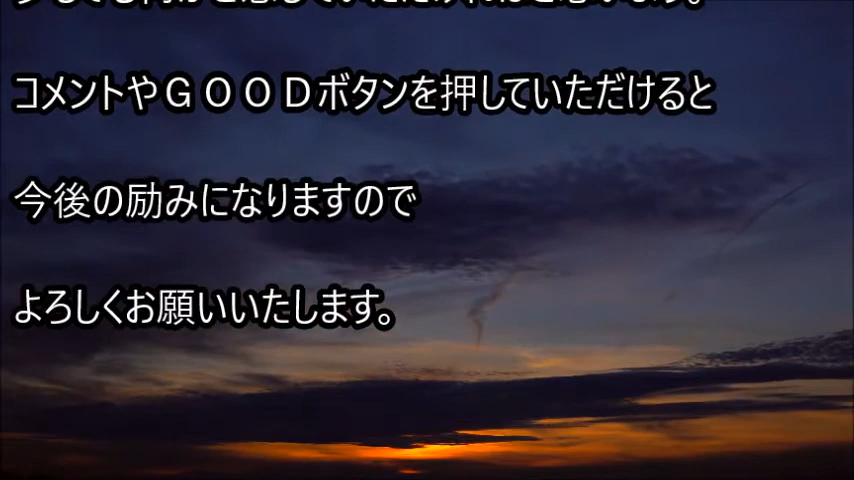 コメントやＧＯＯＤボタンを押していただけると
今後の励みになりますので
よろしくお願いいたします。